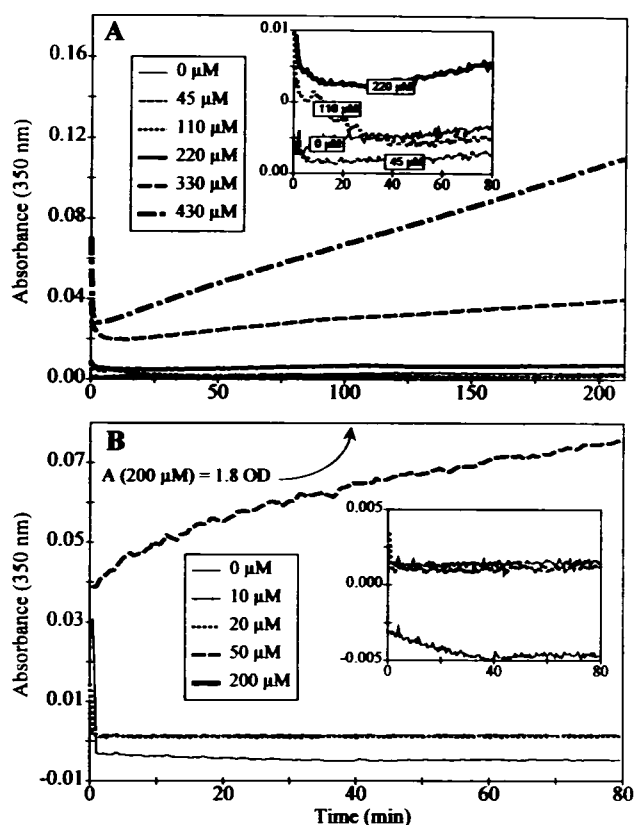 A
Absorbance (350 nm)
0.16
0.12
0.08
0.04
0.00
0
50
100
150
200
0 µM
45 µM
110 µM
220 µM
330 µM
430 µM
0.01
0
0.00
0
20
40
60
80
220 µM
110 µM
0 µM
45 µM
B
A (200 µM) = 1.8 OD
Absorbance (350 nm)
0.07
0.05
0.03
0.01
-0.01
0
20
40
60
80
Time (min)
0 µM
10 µM
20 µM
50 µM
200 µM
0.005
0.000
-0.005
0
20
40
60
80